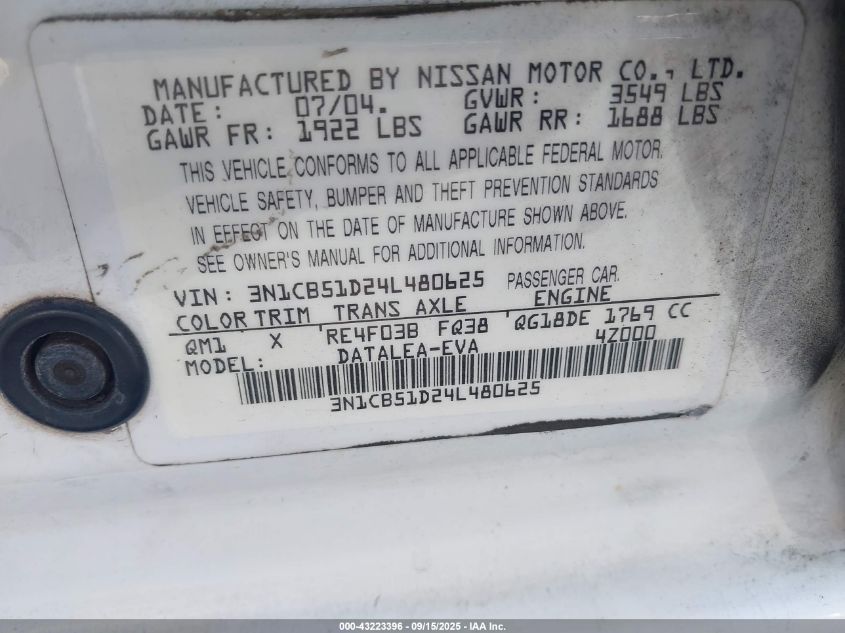 MANUFACTURED BY NISSAN MOTOR CO., LTD.
DATE: 07/04. GVWR: 3549 LBS
GAWR FR: 1922 LBS GAWR RR: 1688 LBS
THIS VEHICLE CONFORMS TO ALL APPLICABLE FEDERAL MOTOR
VEHICLE SAFETY, BUMPER AND THEFT PREVENTION STANDARDS
IN EFFECT ON THE DATE OF MANUFACTURE SHOWN ABOVE.
SEE OWNER'S MANUAL FOR ADDITIONAL INFORMATION.
VIN: 3N1CB51D24L480625 PASSENGER CAR
COLOR TRIM TRANS AXLE ENGINE
QM1 X RE4F03B FQ38 QG18DE 1769 CC
MODEL: DATALEA-EVA 4Z000
3N1CB51D24L480625
000-43223396 - 09/15/2025 - IAA Inc.